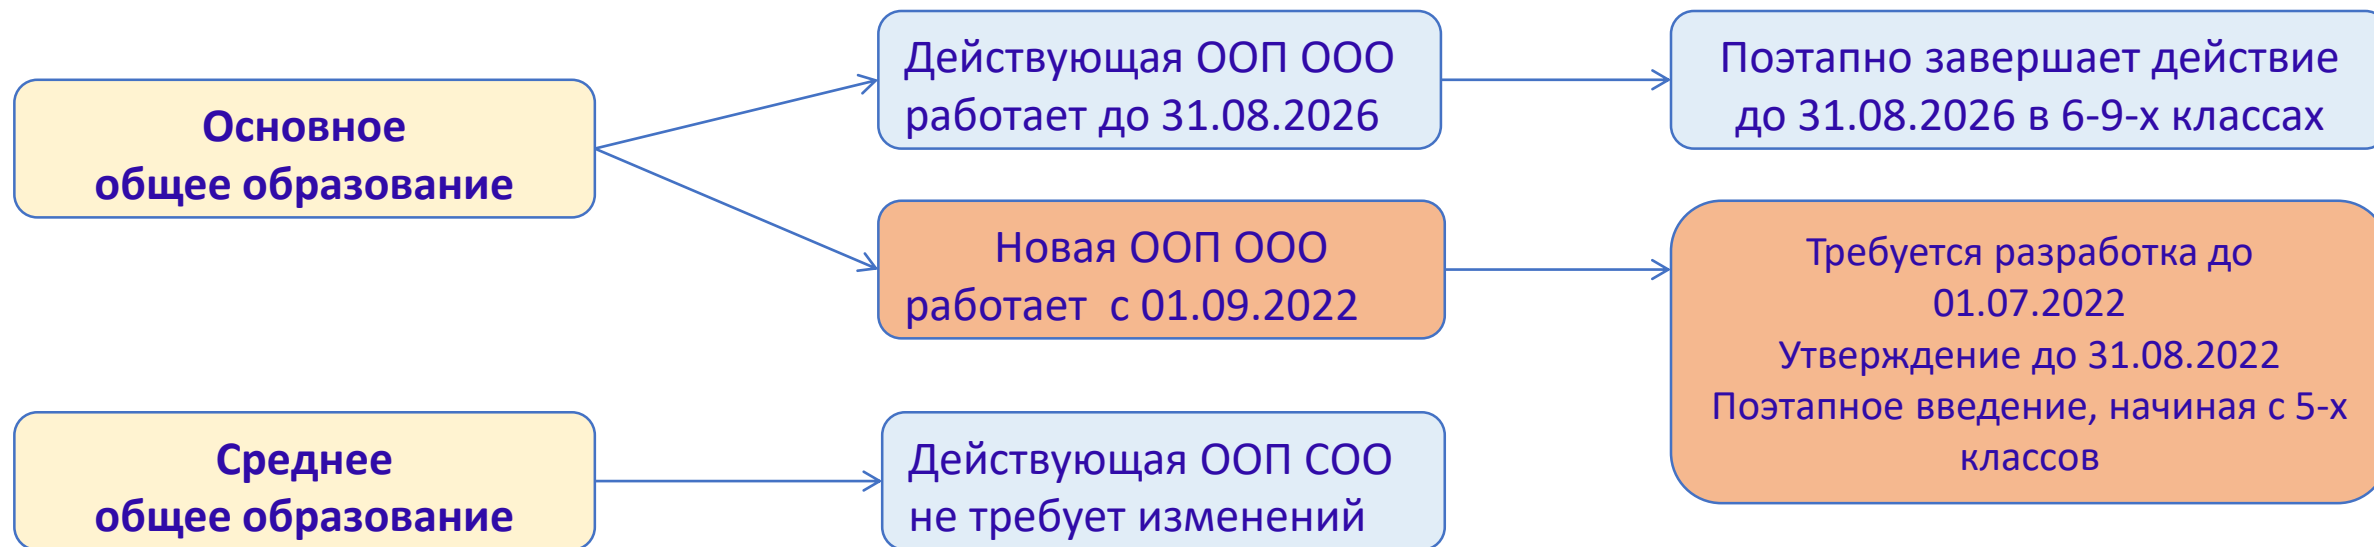 Основное
общее образование
Действующая ООП ООО
работает до 31.08.2026
Поэтапно завершает действие
до 31.08.2026 в 6-9-х классах
Новая ООП ООО
работает с 01.09.2022
Требуется разработка до
01.07.2022
Утверждение до 31.08.2022
Поэтапное введение, начиная с 5-х
классов
Среднее
общее образование
Действующая ООП СОО
не требует изменений